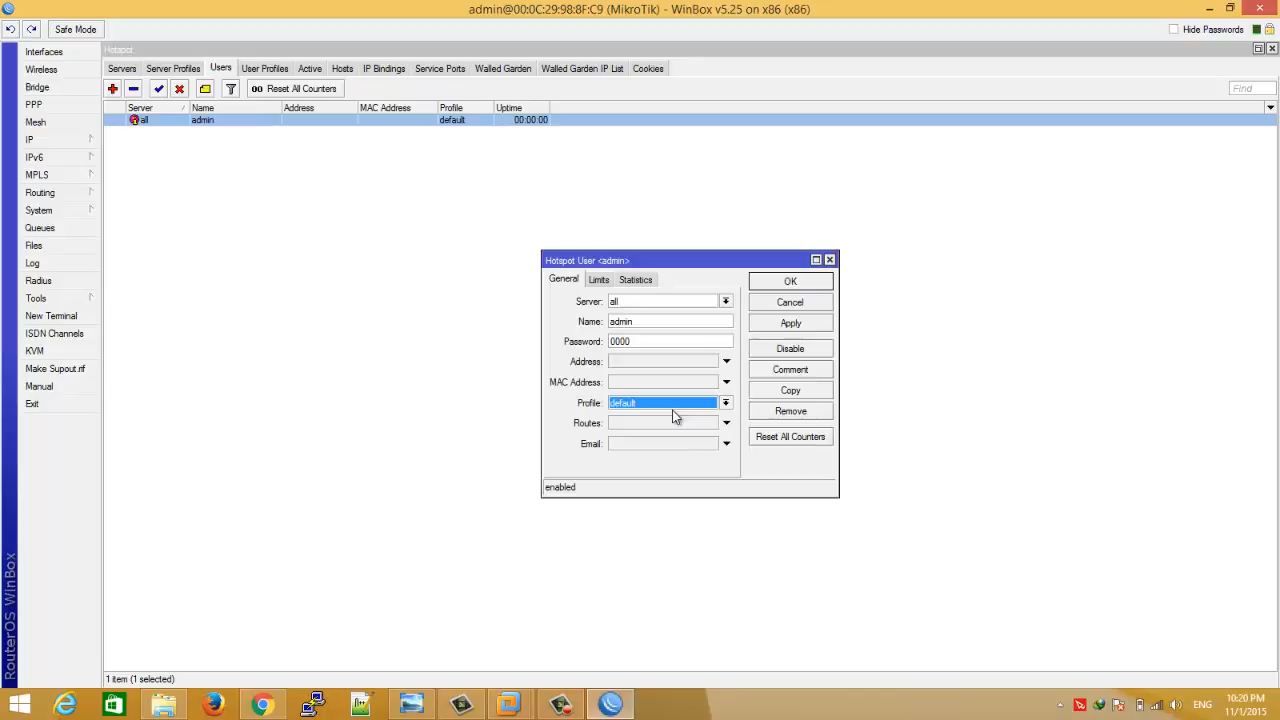 admin@00:0C:29:98:8F:C9 (MikroTik) - WinBox v5.25 on x86 (x86)
Safe Mode
Hide Passwords
Interfaces
Wireless
Bridge
PPP
Mesh
IP
IPv6
MPLS
Routing
System
Queues
Files
Log
Radius
Tools
New Terminal
ISDN Channels
KVM
Make Supout.rif
Manual
Exit
RouterOS WinBox
Hotspot
Servers Server Profiles Users User Profiles Active Hosts IP Bindings Service Ports Walled Garden Walled Garden IP List Cookies
00 Reset All Counters
Find
Server Name Address MAC Address Profile Uptime
all admin default 00:00:00
Hotspot User <admin>
General Limits Statistics
Server: all
Name: admin
Password: 0000
Address:
MAC Address:
Profile: default
Routes:
Email:
OK
Cancel
Apply
Disable
Comment
Copy
Remove
Reset All Counters
enabled
1 item (1 selected)
ENG
10:20 PM
11/1/2015